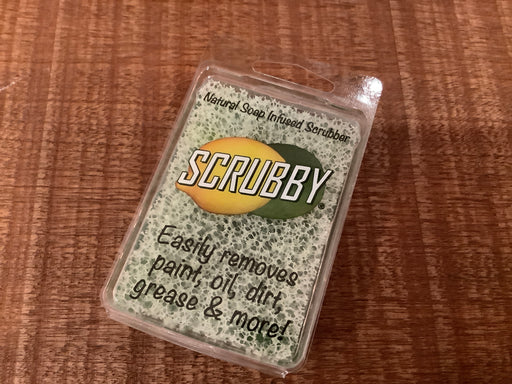 Natural Soap Infused Scrubber
SCRUBBY
Easily removes
paint, oil, dirt,
grease & more!